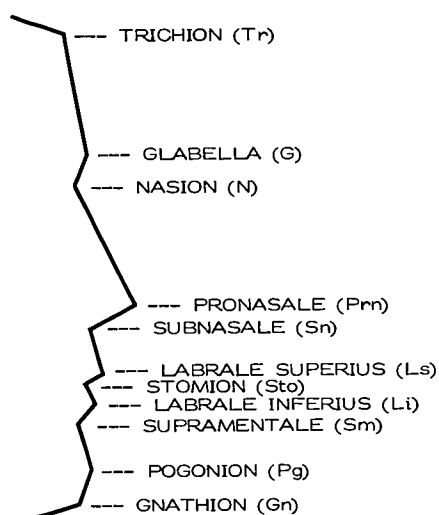 --- TRICHION (Tr)
--- GLABELLA (G)
--- NASION (N)
--- PRONASALE (Prn)
--- SUBNASALE (Sn)
--- LABRALE SUPERIUS (Ls)
--- STOMION (Sto)
--- LABRALE INFERIUS (Li)
--- SUPRAMENTALE (Sm)
--- POGONION (Pg)
--- GNATHION (Gn)